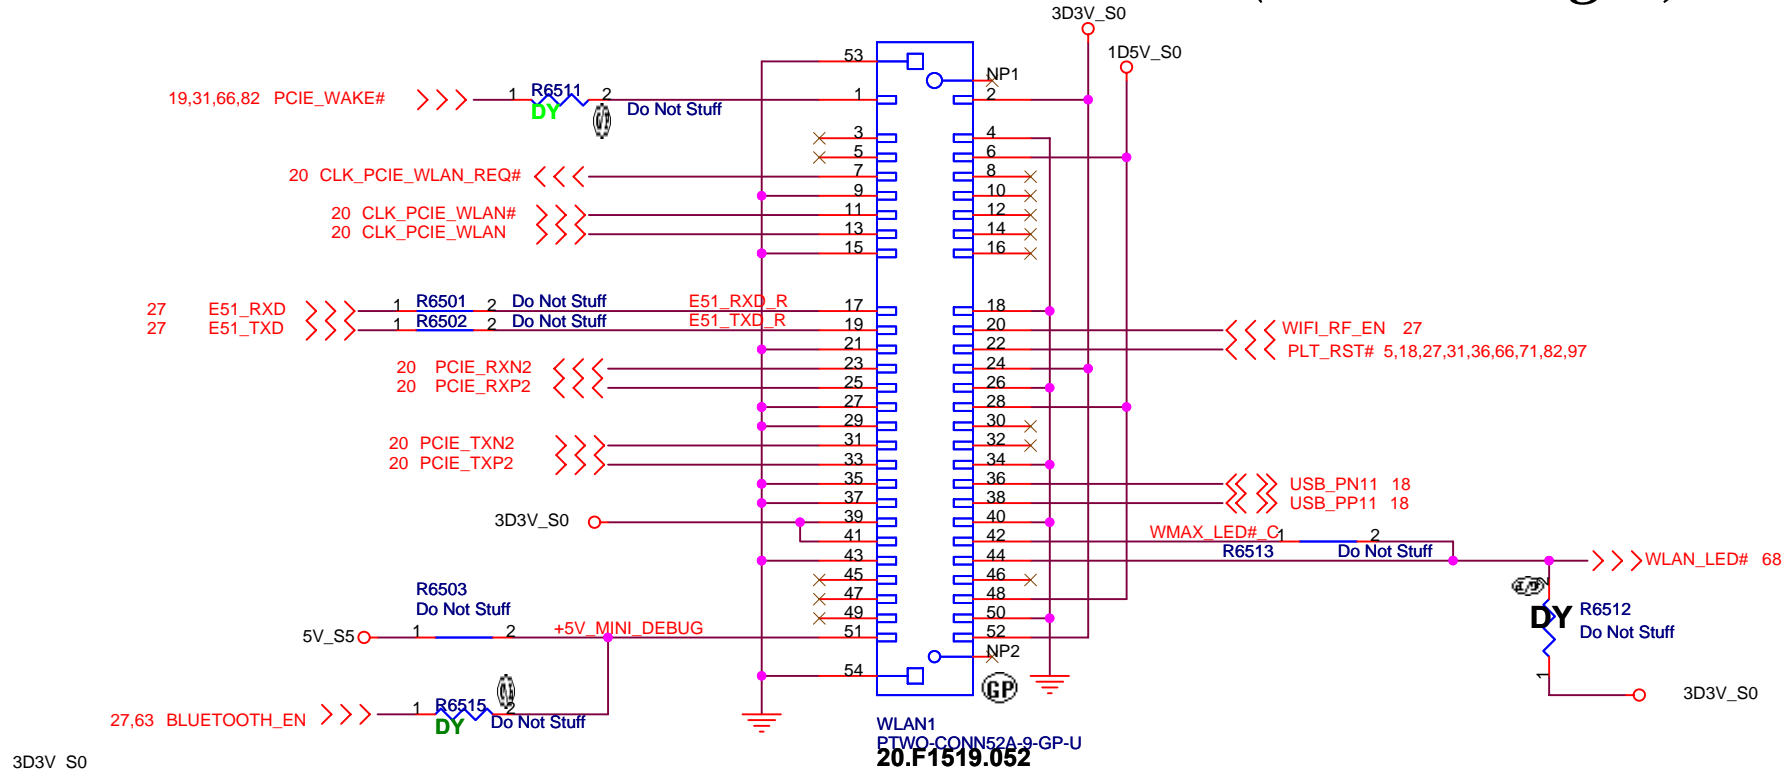 3D3V_S0
1D5V_S0
53
NP1
19,31,66,82 PCIE_WAKE# 1 R6511 2 1 2
DY Do Not Stuff
3 4
5 6
20 CLK_PCIE_WLAN_REQ# 7 8
9 10
20 CLK_PCIE_WLAN# 11 12
20 CLK_PCIE_WLAN 13 14
15 16
27 E51_RXD 1 R6501 2 Do Not Stuff E51_RXD_R 17 18
27 E51_TXD 1 R6502 2 Do Not Stuff E51_TXD_R 19 20 WIFI_RF_EN 27
21 22 PLT_RST# 5,18,27,31,36,66,71,82,97
20 PCIE_RXN2 23 24
20 PCIE_RXP2 25 26
27 28
29 30
20 PCIE_TXN2 31 32
20 PCIE_TXP2 33 34
35 36 USB_PN11 18
37 38 USB_PP11 18
3D3V_S0 39 40
41 42 WMAX_LED#_C 1 2
R6513 Do Not Stuff
43 44 WLAN_LED# 68
45 46
R6503
Do Not Stuff
47 48
49 50
2
DY R6512
Do Not Stuff
1
3D3V_S0
5V_S5 1 2 +5V_MINI_DEBUG 51 52
NP2
54
GP
27,63 BLUETOOTH_EN 1 R6515 2
DY Do Not Stuff
WLAN1
PTWO-CONN52A-9-GP-U
20.F1519.052
3D3V_S0